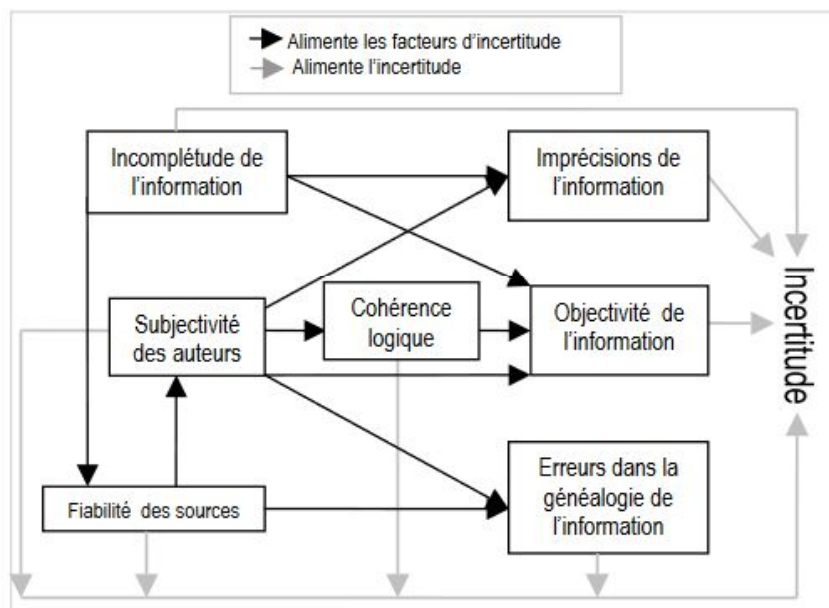 Alimente les facteurs d'incertitude
Alimente l'incertitude
Incomplétude de
l'information
Imprécisions de
l'information
Subjectivité
des auteurs
Cohérence
logique
Objectivité de
l'information
Incertitude
Fiabilité des sources
Erreurs dans la
généalogie de
l'information